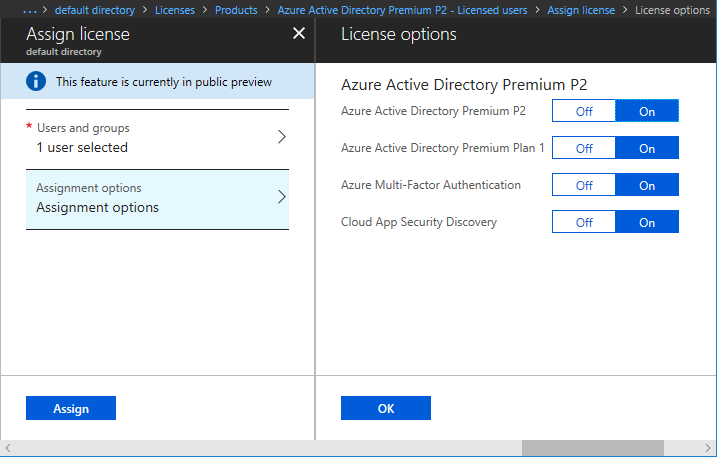 ... > default directory > Licenses > Products > Azure Active Directory Premium P2 - Licensed users > Assign license > License options
Assign license
default directory
This feature is currently in public preview
* Users and groups
1 user selected
Assignment options
Assignment options
Assign
License options
Azure Active Directory Premium P2
Azure Active Directory Premium P2 Off On
Azure Active Directory Premium Plan 1 Off On
Azure Multi-Factor Authentication Off On
Cloud App Security Discovery Off On
OK